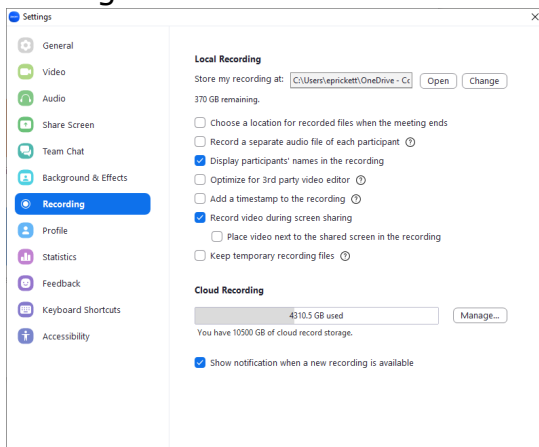 Settings
General
Video
Audio
Share Screen
Team Chat
Background & Effects
Recording
Profile
Statistics
Feedback
Keyboard Shortcuts
Accessibility
Local Recording
Store my recording at: C:\Users\eprickett\OneDrive - Cc Open Change
370 GB remaining.
Choose a location for recorded files when the meeting ends
Record a separate audio file of each participant
Display participants' names in the recording
Optimize for 3rd party video editor
Add a timestamp to the recording
Record video during screen sharing
Place video next to the shared screen in the recording
Keep temporary recording files
Cloud Recording
4310.5 GB used Manage...
You have 10500 GB of cloud record storage.
Show notification when a new recording is available